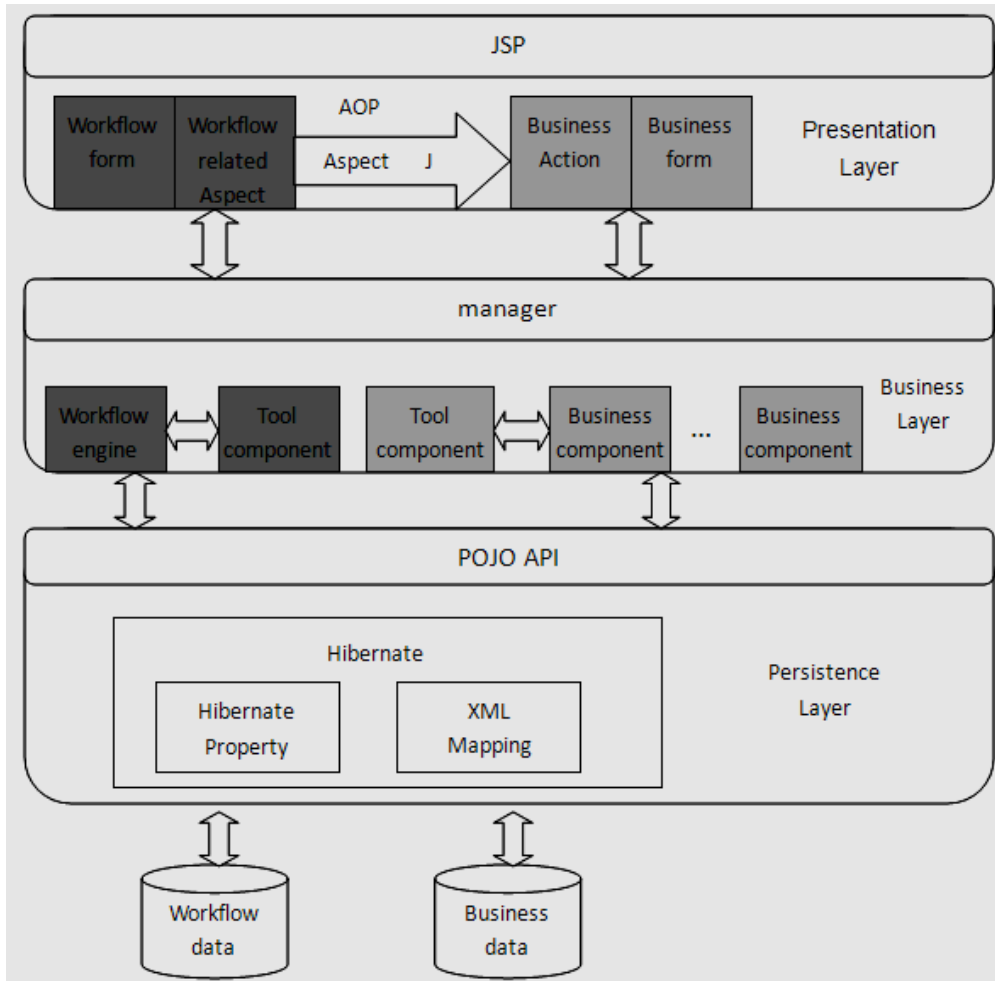 JSP
AOP
Workflow
form
Workflow
related
Aspect
Aspect J
Business
Action
Business
form
Presentation
Layer
manager
Business
Layer
Workflow
engine
Tool
component
Tool
component
Business
component
...
Business
component
POJO API
Hibernate
Hibernate
Property
XML
Mapping
Persistence
Layer
Workflow
data
Business
data